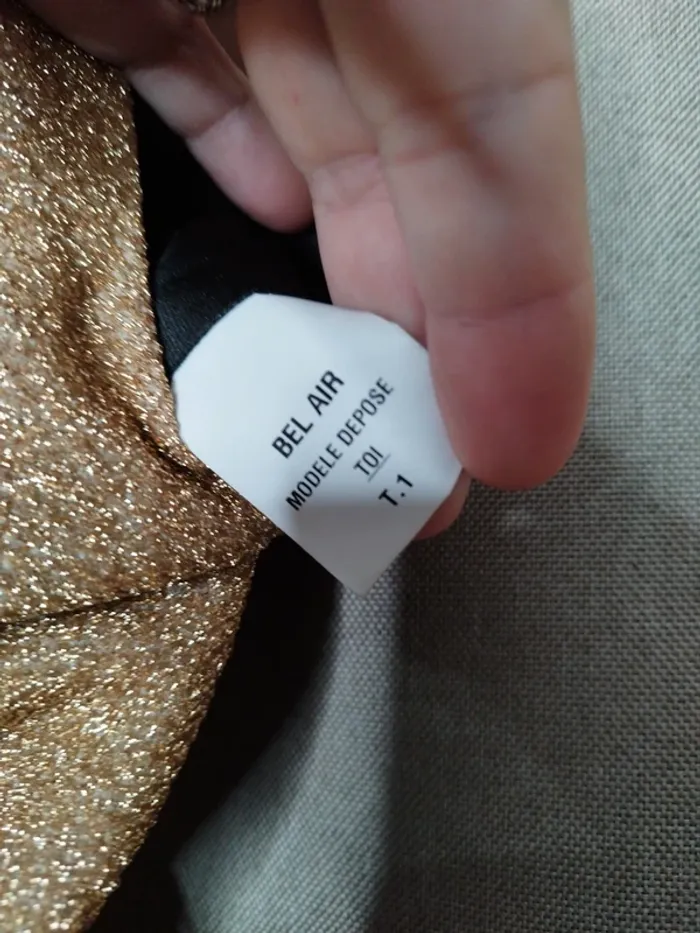 BEL AIR
MODELE DEPOSE
TOI
T.1